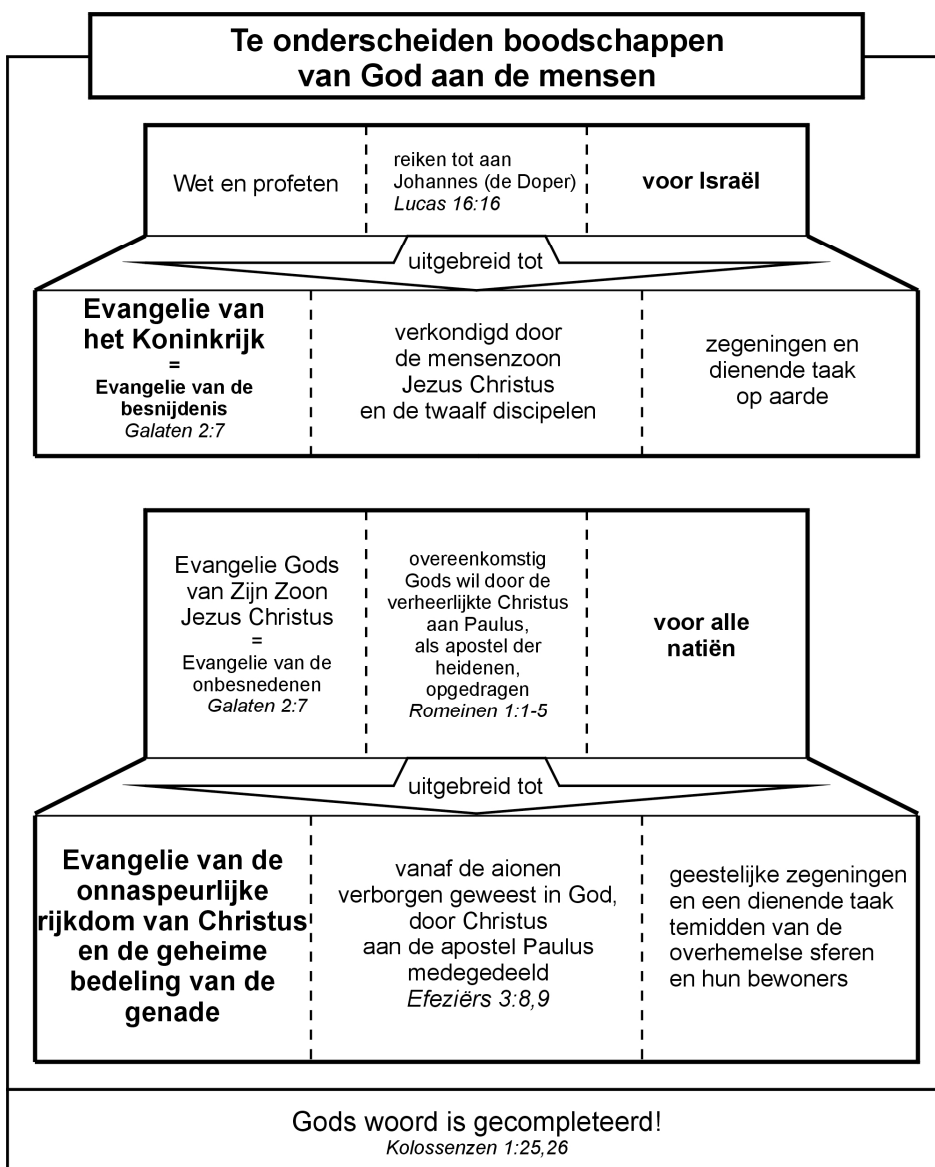 Te onderscheiden boodschappen
van God aan de mensen
Wet en profeten
reiken tot aan
Johannes (de Doper)
Lucas 16:16
voor Israël
uitgebreid tot
Evangelie van
het Koninkrijk
=
Evangelie van de
besnijdenis
Galaten 2:7
verkondigd door
de mensenzoon
Jezus Christus
en de twaalf discipelen
zegeningen en
dienende taak
op aarde
Evangelie Gods
van Zijn Zoon
Jezus Christus
=
Evangelie van de
onbesnedenen
Galaten 2:7
overeenkomstig
Gods wil door de
verheerlijkte Christus
aan Paulus,
als apostel der
heidenen,
opgedragen
Romeinen 1:1-5
voor alle
natiën
uitgebreid tot
Evangelie van de
onnaspeurlijke
rijkdom van Christus
en de geheime
bedeling van de
genade
vanaf de aionen
verborgen geweest in God,
door Christus
aan de apostel Paulus
medegedeeld
Efeziërs 3:8,9
geestelijke zegeningen
en een dienende taak
temidden van de
overhemelse sferen
en hun bewoners
Gods woord is gecompleteerd!
Kolossenzen 1:25,26